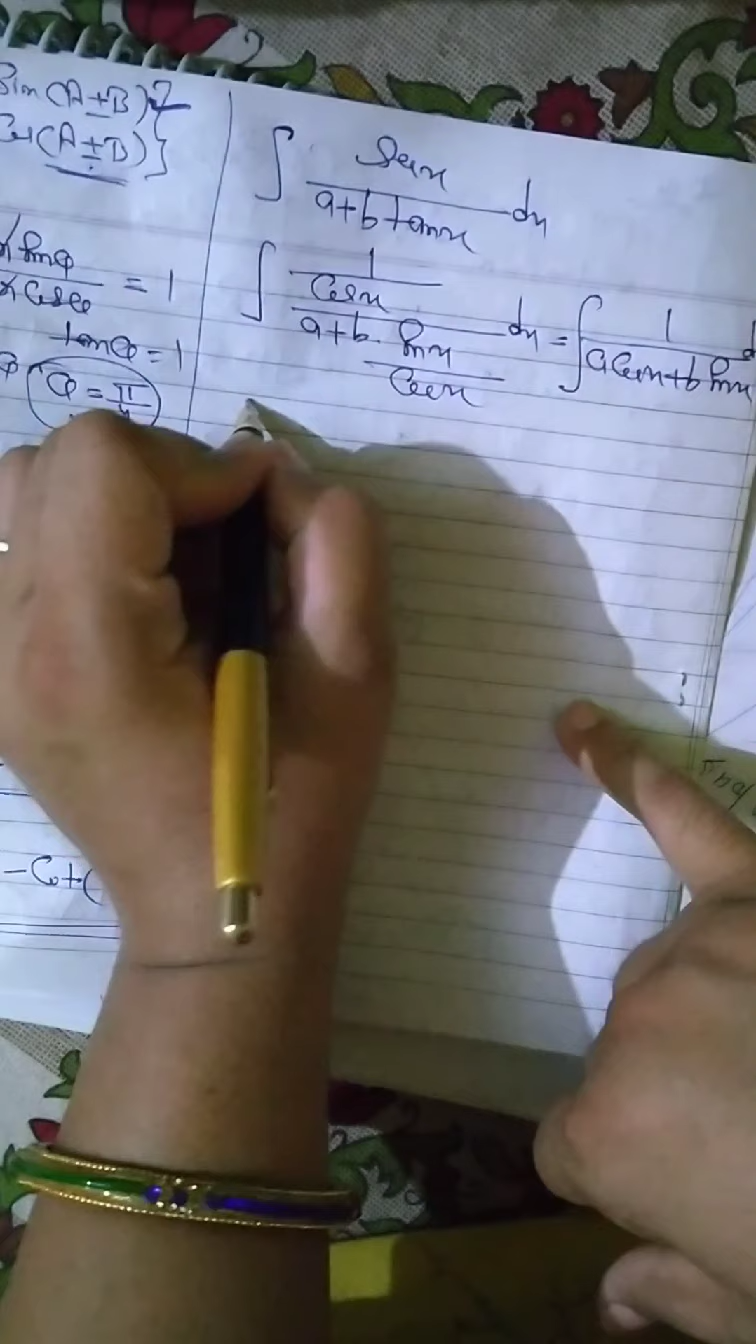 Sin(A±B)
Cos(A±B)}
r sinφ / r cosφ = 1
tanφ = 1
φ = π/4
-Cot(
∫ secx / a+b tanx dx
∫ 1/cosx / a+b. sinx/cosx dx = ∫ 1 / a cosx+b sinx d